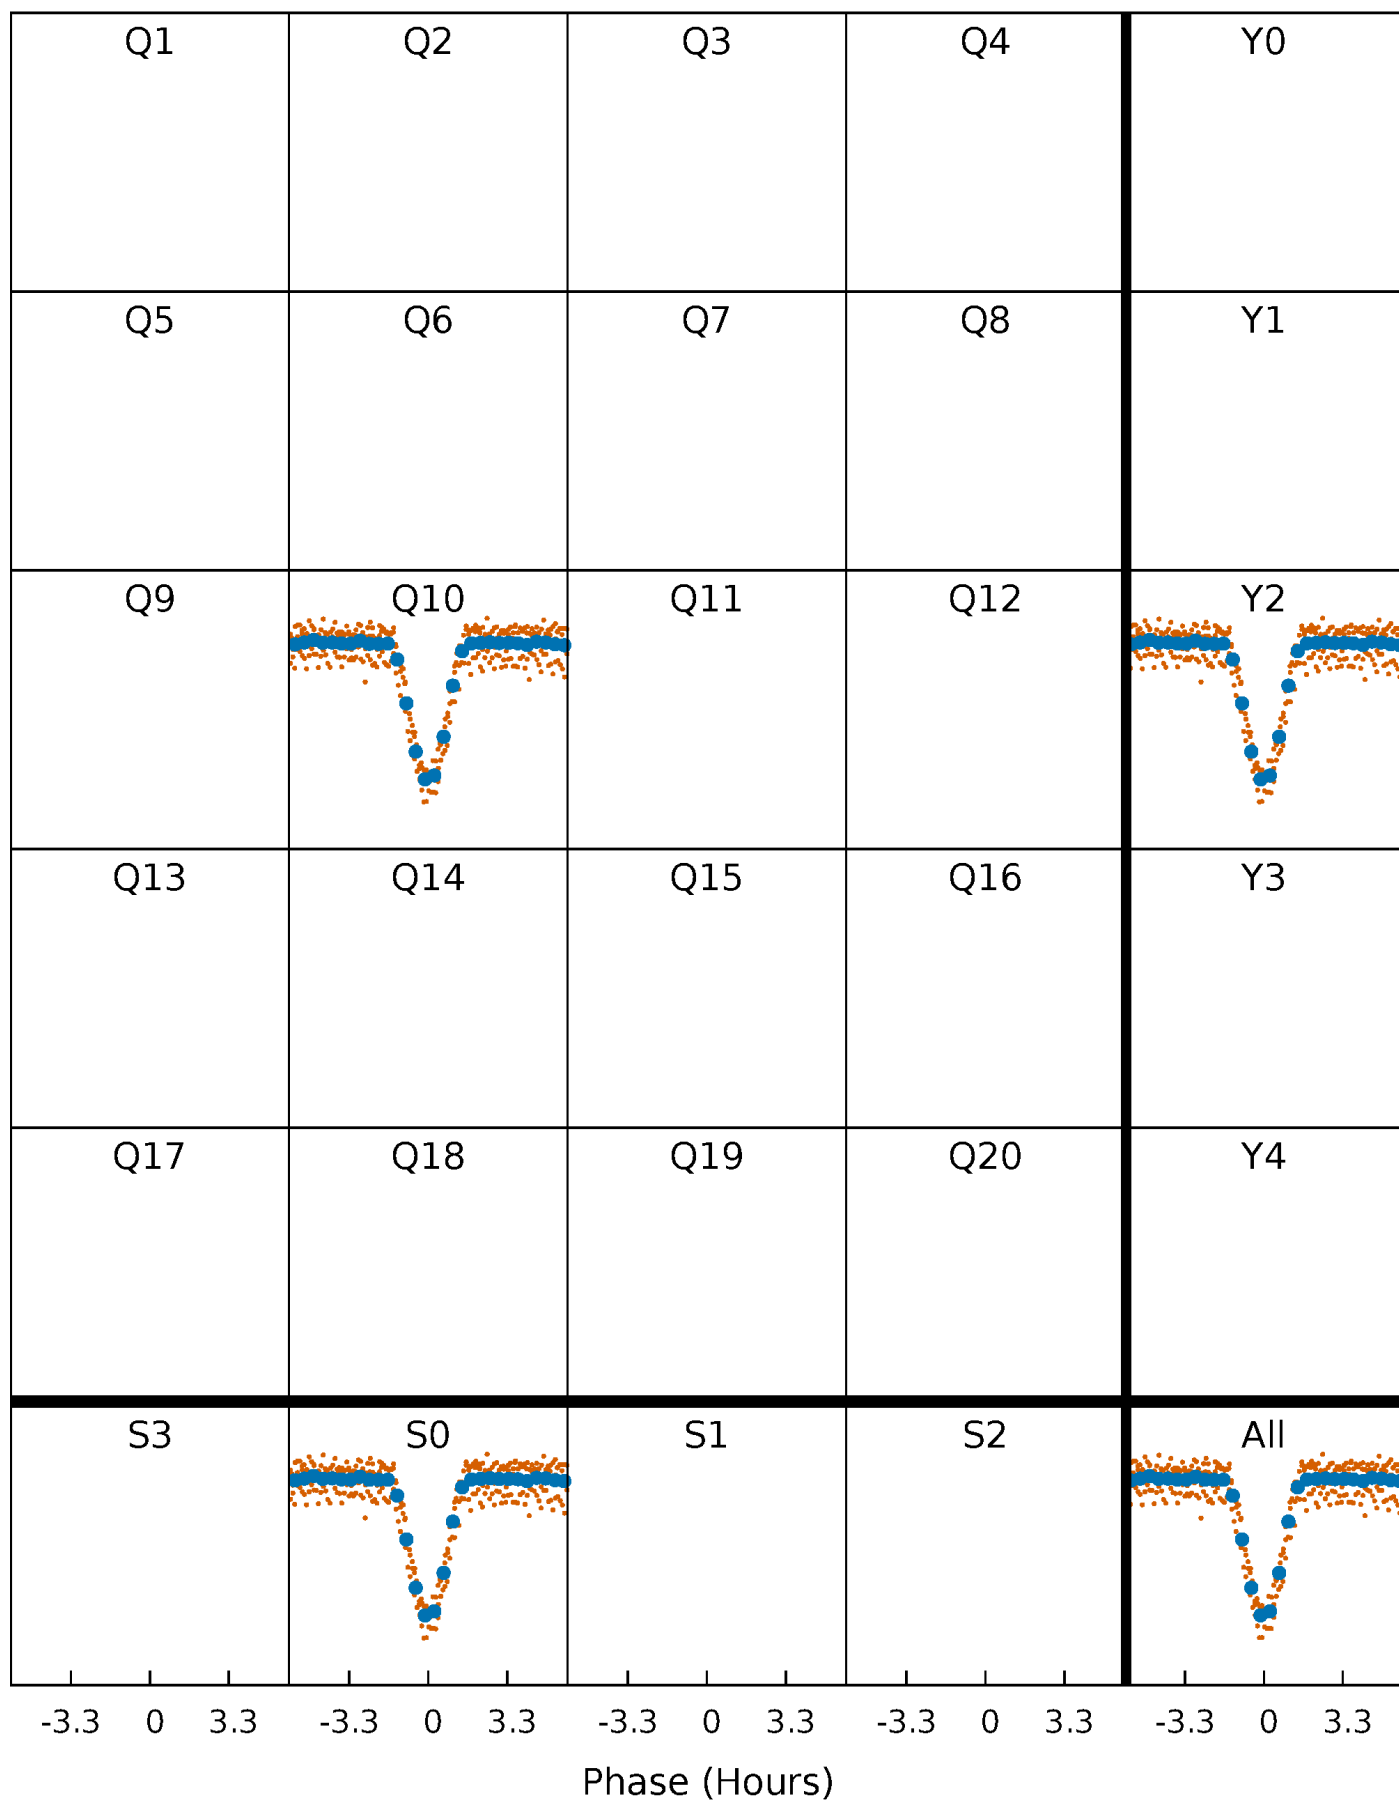 Q1 Q2 Q3 Q4 Y0
Q5 Q6 Q7 Q8 Y1
Q9 Q10 Q11 Q12 Y2
Q13 Q14 Q15 Q16 Y3
Q17 Q18 Q19 Q20 Y4
S3 S0 S1 S2 All
-3.3 0 3.3 -3.3 0 3.3 -3.3 0 3.3 -3.3 0 3.3 -3.3 0 3.3
Phase (Hours)